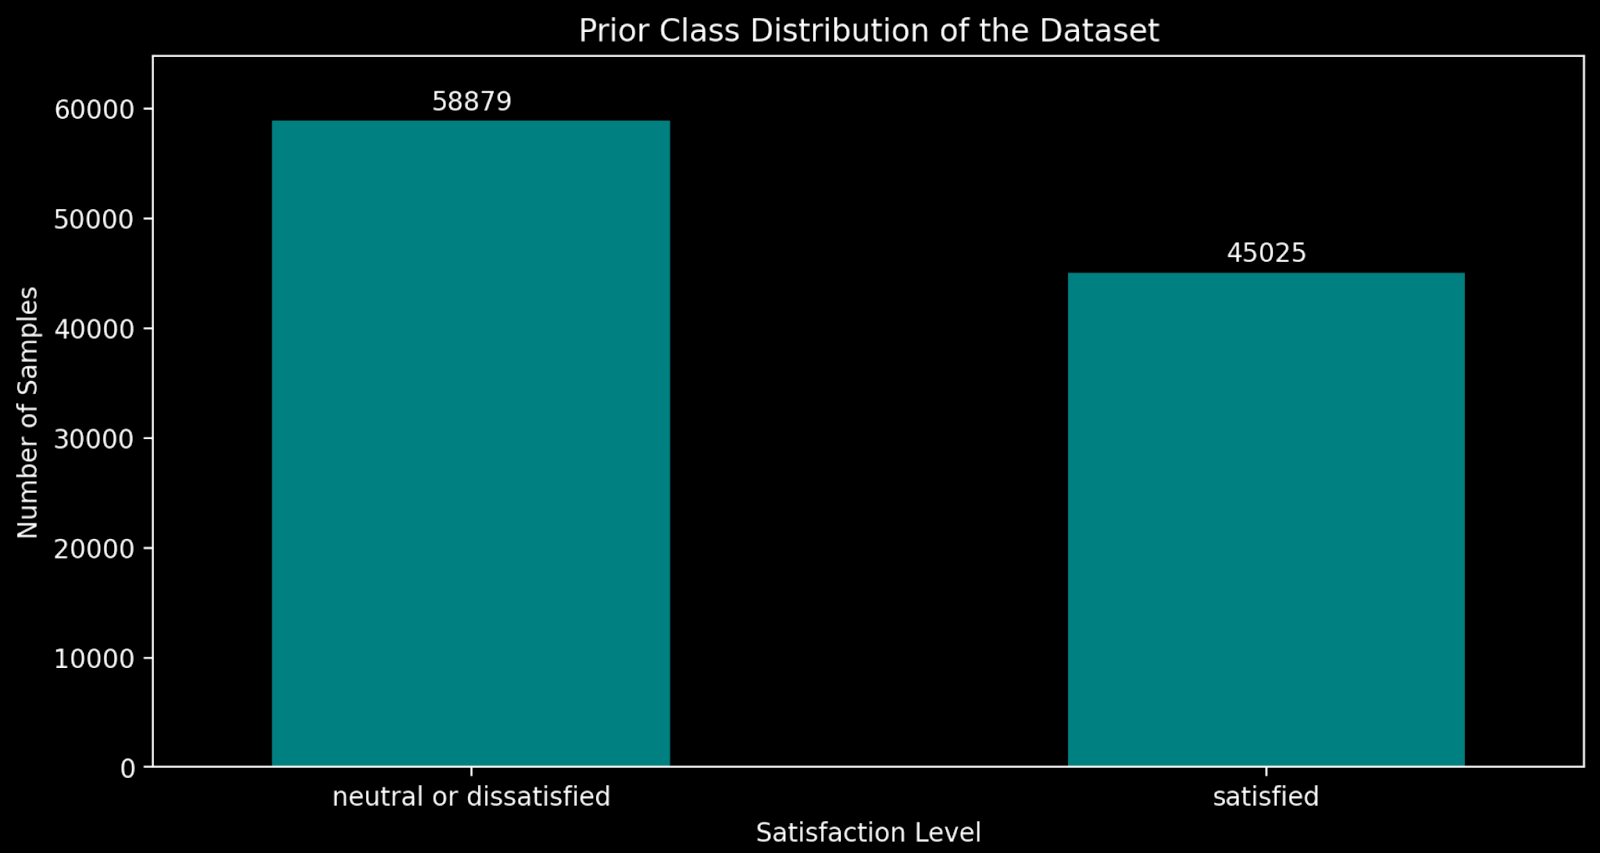 Prior Class Distribution of the Dataset
60000
50000
40000
30000
20000
10000
0
Number of Samples
58879
45025
neutral or dissatisfied
satisfied
Satisfaction Level